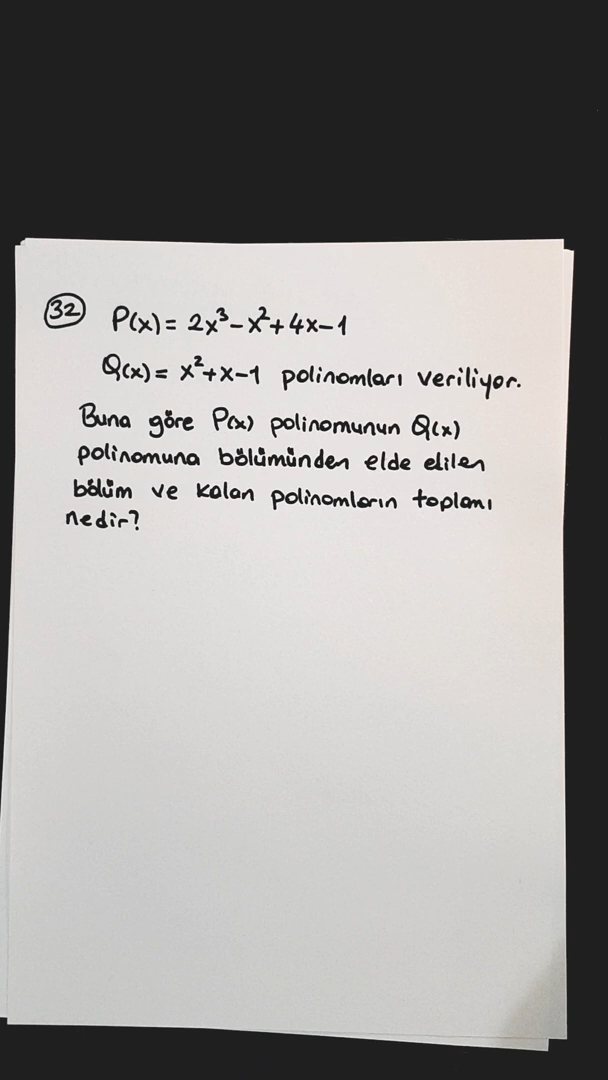 32 P(x) = 2x³-x²+4x-1
Q(x) = x²+x-1 polinomları veriliyor.
Buna göre P(x) polinomunun Q(x)
polinomuna bölümünden elde edilen
bölüm ve kalan polinomların toplamı
nedir?